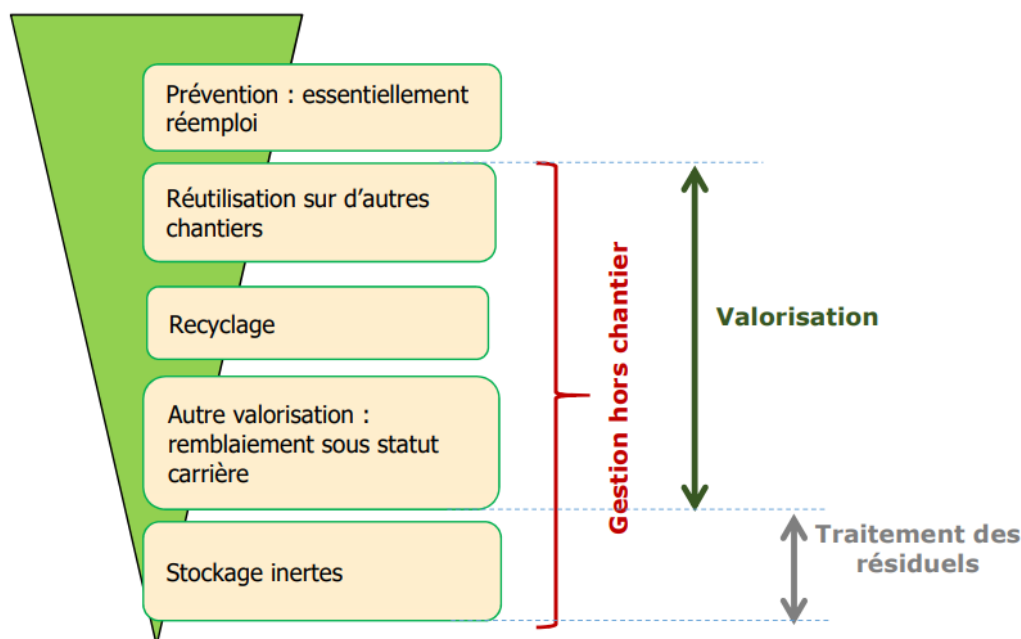 Prévention : essentiellement
réemploi
Réutilisation sur d’autres
chantiers
Recyclage
Autre valorisation :
remblaiement sous statut
carrière
Stockage inertes
Gestion hors chantier
Valorisation
Traitement des
résiduels